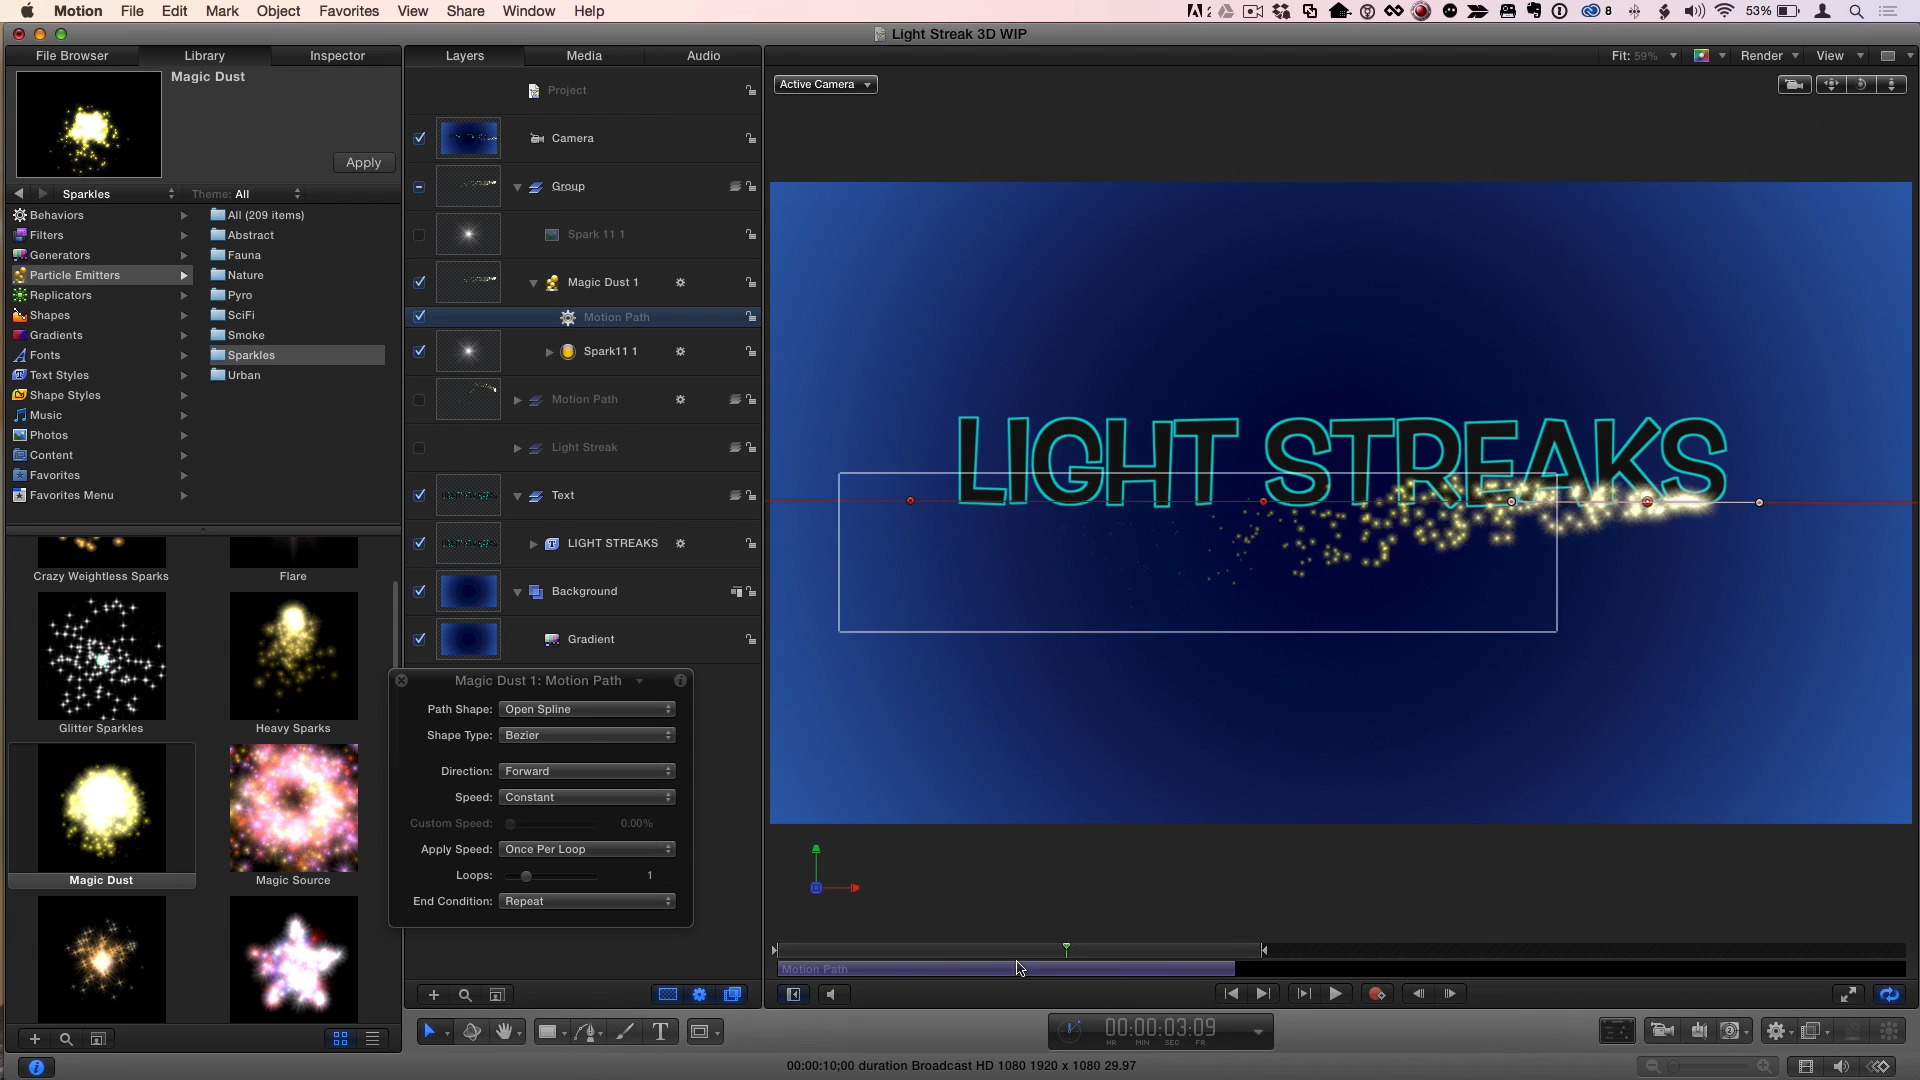 Motion File Edit Mark Object Favorites View Share Window Help
2 8 53%
Light Streak 3D WIP
File Browser Library Inspector
Layers Media Audio
Fit: 59% Render View
Magic Dust
Apply
Active Camera
Sparkles Theme: All
Behaviors
Filters
Generators
Particle Emitters
Replicators
Shapes
Gradients
Fonts
Text Styles
Shape Styles
Music
Photos
Content
Favorites
Favorites Menu
All (209 items)
Abstract
Fauna
Nature
Pyro
SciFi
Smoke
Sparkles
Urban
Crazy Weightless Sparks
Flare
Glitter Sparkles
Heavy Sparks
Magic Dust
Magic Source
Project
Camera
Group
Spark 11 1
Magic Dust 1
Motion Path
Spark11 1
Motion Path
Light Streak
Text
LIGHT STREAKS
Background
Gradient
Magic Dust 1: Motion Path
Path Shape: Open Spline
Shape Type: Bezier
Direction: Forward
Speed: Constant
Custom Speed: 0.00%
Apply Speed: Once Per Loop
Loops: 1
End Condition: Repeat
LIGHT STREAKS
Motion Path
T
00:00:03:09
HR MIN SEC FR
00:00:10;00 duration Broadcast HD 1080 1920 x 1080 29.97